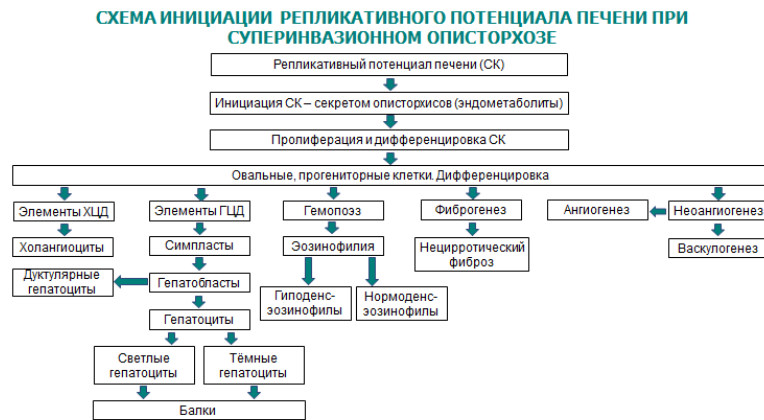 СХЕМА ИНИЦИАЦИИ РЕПЛИКАТИВНОГО ПОТЕНЦИАЛА ПЕЧЕНИ ПРИ
СУПЕРИНВАЗИОННОМ ОПИСТОРХОЗЕ
Репликативный потенциал печени (СК)
Инициация СК – секретом описторхисов (эндометаболиты)
Пролиферация и дифференцировка СК
Овальные, прогениторные клетки. Дифференцировка
Элементы ХЦД
Элементы ГЦД
Гемопоэз
Фиброгенез
Ангиогенез
Неоангиогенез
Холангиоциты
Симпласты
Эозинофилия
Нецирротический
фиброз
Васкулогенез
Дуктулярные
гепатоциты
Гепатобласты
Гиподенс-
эозинофилы
Нормоденс-
эозинофилы
Гепатоциты
Светлые
гепатоциты
Тёмные
гепатоциты
Балки